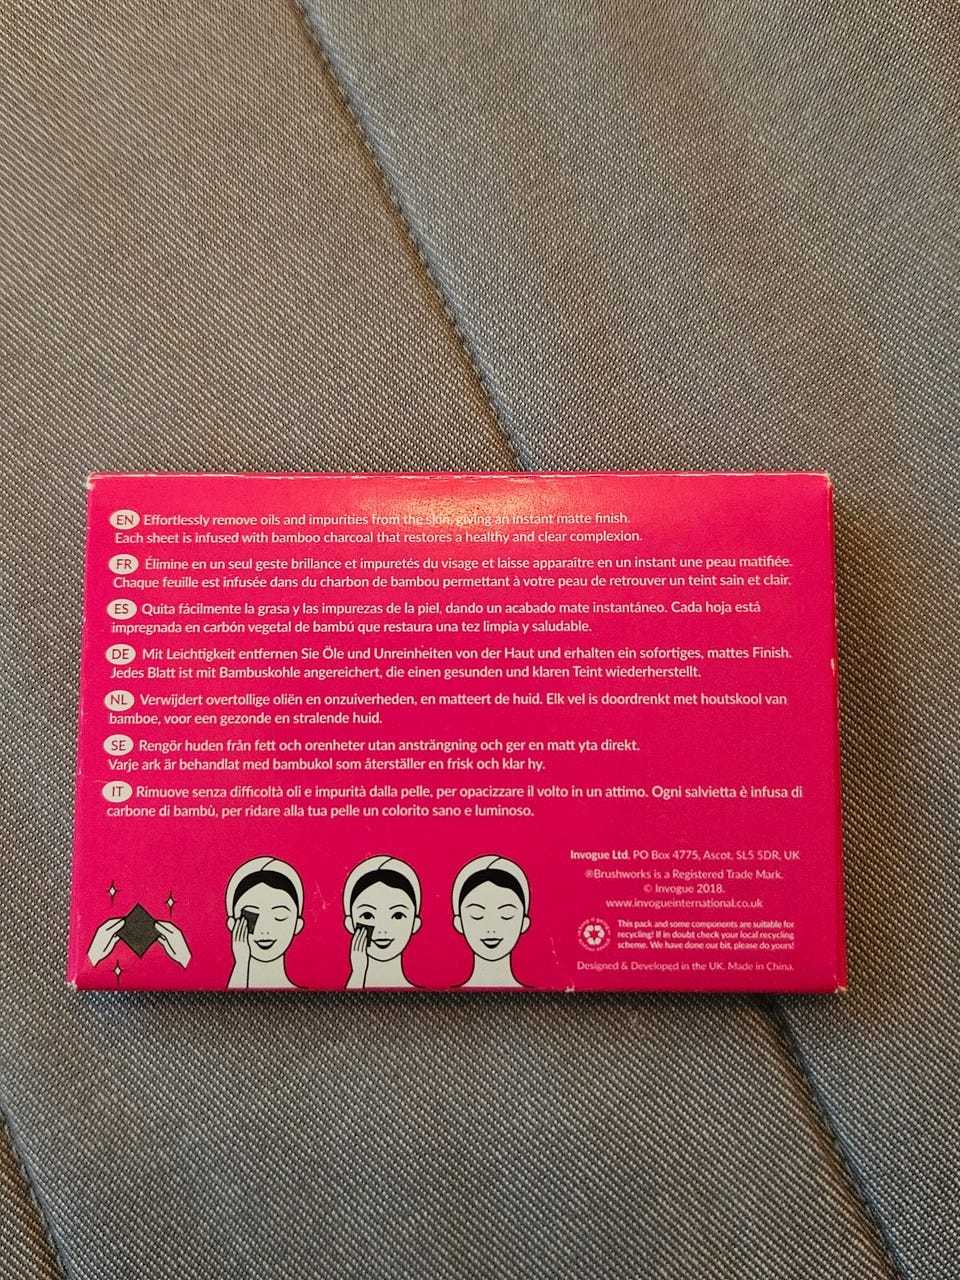 EN Effortlessly remove oils and impurities from the skin, giving an instant matte finish.
Each sheet is infused with bamboo charcoal that restores a healthy and clear complexion.
FR Élimine en un seul geste brillance et impuretés du visage et laisse apparaître en un instant une peau matifiée.
Chaque feuille est infusée dans du charbon de bambou permettant à votre peau de retrouver un teint sain et clair.
ES Quita fácilmente la grasa y las impurezas de la piel, dando un acabado mate instantáneo. Cada hoja está
impregnada en carbón vegetal de bambú que restaura una tez limpia y saludable.
DE Mit Leichtigkeit entfernen Sie Öle und Unreinheiten von der Haut und erhalten ein sofortiges, mattes Finish.
Jedes Blatt ist mit Bambuskohle angereichert, die einen gesunden und klaren Teint wiederherstellt.
NL Verwijdert overtollige oliën en onzuiverheden, en matteert de huid. Elk vel is doordrenkt met houtskool van
bamboe, voor een gezonde en stralende huid.
SE Rengör huden från fett och orenheter utan ansträngning och ger en matt yta direkt.
Varje ark är behandlat med bambukol som återställer en frisk och klar hy.
IT Rimuove senza difficoltà oli e impurità dalla pelle, per opacizzare il volto in un attimo. Ogni salvietta è infusa di
carbone di bambù, per ridare alla tua pelle un colorito sano e luminoso.
Invogue Ltd, PO Box 4775, Ascot, SL5 5DR, UK
®Brushworks is a Registered Trade Mark.
© Invogue 2018.
www.invogueinternational.co.uk
This pack and some components are suitable for
recycling! If in doubt check your local recycling
scheme. We have done our bit, please do yours!
Designed & Developed in the UK. Made in China.